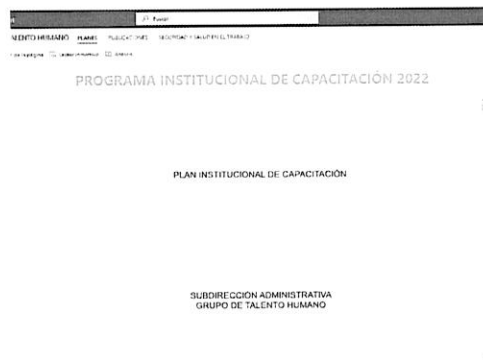 Buscar
TALENTO HUMANO PLANES PUBLICACIONES SEGURIDAD Y SALUD EN EL TRABAJO
PROGRAMA INSTITUCIONAL DE CAPACITACIÓN 2022
PLAN INSTITUCIONAL DE CAPACITACIÓN
SUBDIRECCIÓN ADMINISTRATIVA
GRUPO DE TALENTO HUMANO